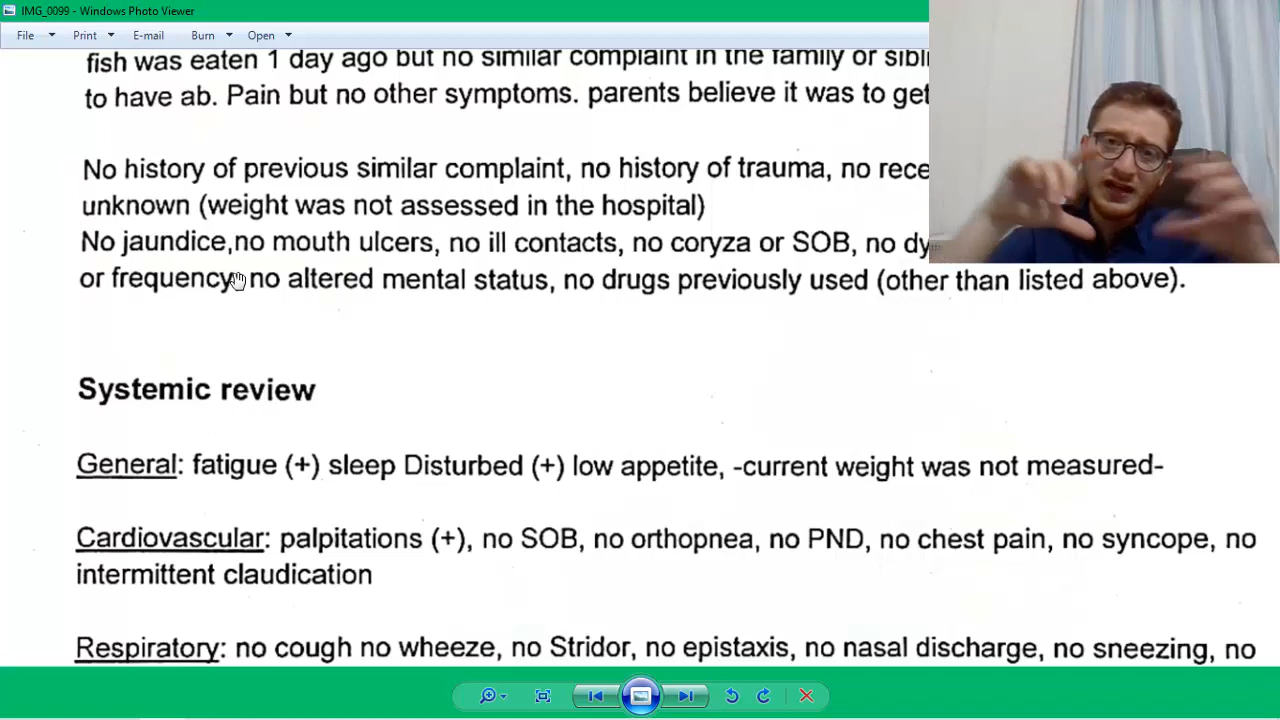 IMG_0099 - Windows Photo Viewer
File Print E-mail Burn Open
fish was eaten 1 day ago but no similar complaint in the family or
to have ab. Pain but no other symptoms. parents believe it was to
No history of previous similar complaint, no history of trauma, no
unknown (weight was not assessed in the hospital)
No jaundice,no mouth ulcers, no ill contacts, no coryza or SOB, no
or frequency, no altered mental status, no drugs previously used (other than listed above).
Systemic review
General: fatigue (+) sleep Disturbed (+) low appetite, -current weight was not measured-
Cardiovascular: palpitations (+), no SOB, no orthopnea, no PND, no chest pain, no syncope, no
intermittent claudication
Respiratory: no cough no wheeze, no Stridor, no epistaxis, no nasal discharge, no sneezing, no